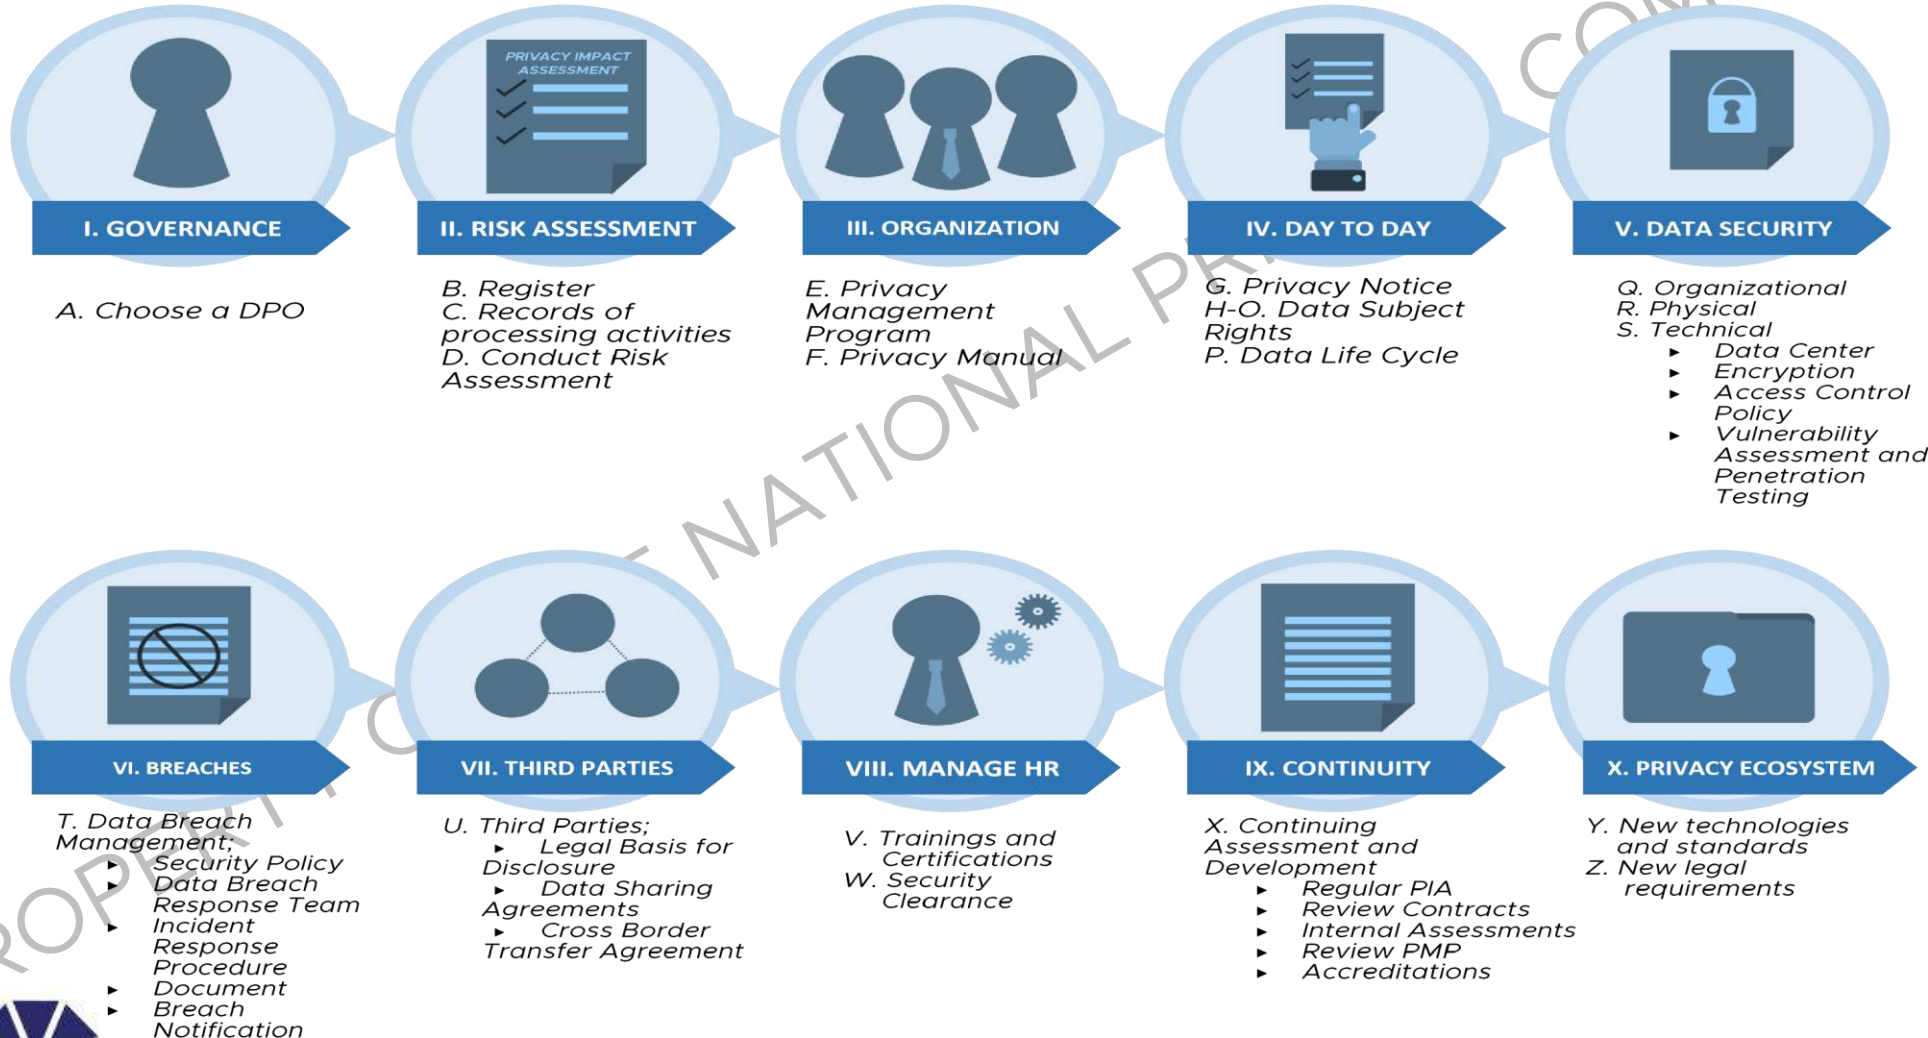 PRIVACY IMPACT
ASSESSMENT
I. GOVERNANCE
II. RISK ASSESSMENT
III. ORGANIZATION
IV. DAY TO DAY
V. DATA SECURITY
A. Choose a DPO
B. Register
C. Records of
processing activities
D. Conduct Risk
Assessment
E. Privacy
Management
Program
F. Privacy Manual
G. Privacy Notice
H-O. Data Subject
Rights
P. Data Life Cycle
Q. Organizational
R. Physical
S. Technical
► Data Center
► Encryption
► Access Control
Policy
► Vulnerability
Assessment and
Penetration
Testing
VI. BREACHES
VII. THIRD PARTIES
VIII. MANAGE HR
IX. CONTINUITY
X. PRIVACY ECOSYSTEM
T. Data Breach
Management;
► Security Policy
► Data Breach
Response Team
► Incident
Response
Procedure
► Document
► Breach
Notification
U. Third Parties;
► Legal Basis for
Disclosure
► Data Sharing
Agreements
► Cross Border
Transfer Agreement
V. Trainings and
Certifications
W. Security
Clearance
X. Continuing
Assessment and
Development
► Regular PIA
► Review Contracts
► Internal Assessments
► Review PMP
► Accreditations
Y. New technologies
and standards
Z. New legal
requirements
NATIONAL